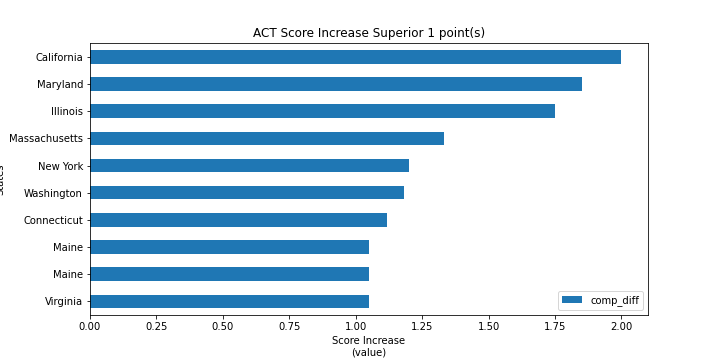 ACT Score Increase Superior 1 point(s)
California
Maryland
Illinois
Massachusetts
New York
Washington
Connecticut
Maine
Maine
Virginia
comp_diff
0.00 0.25 0.50 0.75 1.00 1.25 1.50 1.75 2.00
Score Increase
(value)